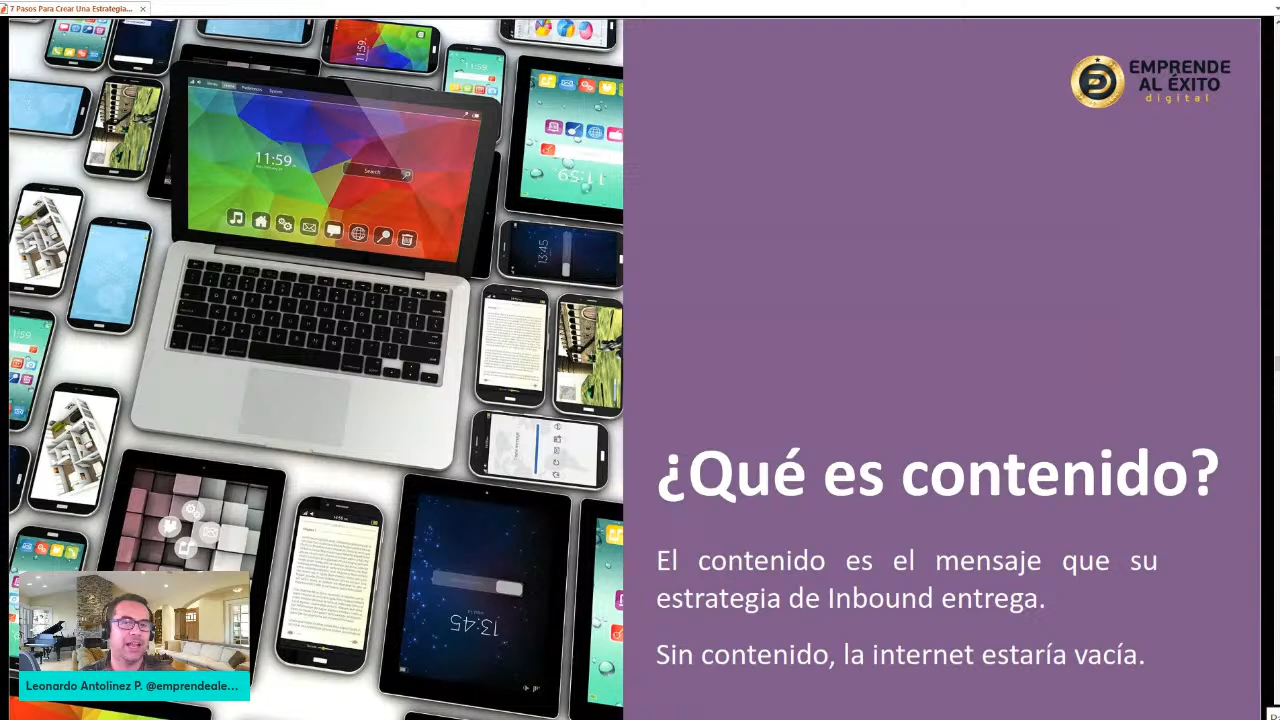 7 Pasos Para Crear Una Estrategia...
EMPRENDE
AL ÉXITO
digital
11:59
Search
13:45
13:45
¿Qué es contenido?
El contenido es el mensaje que su
estrategia de Inbound entrega.
Sin contenido, la internet estaría vacía.
Leonardo Antolinez P. @emprendeale...